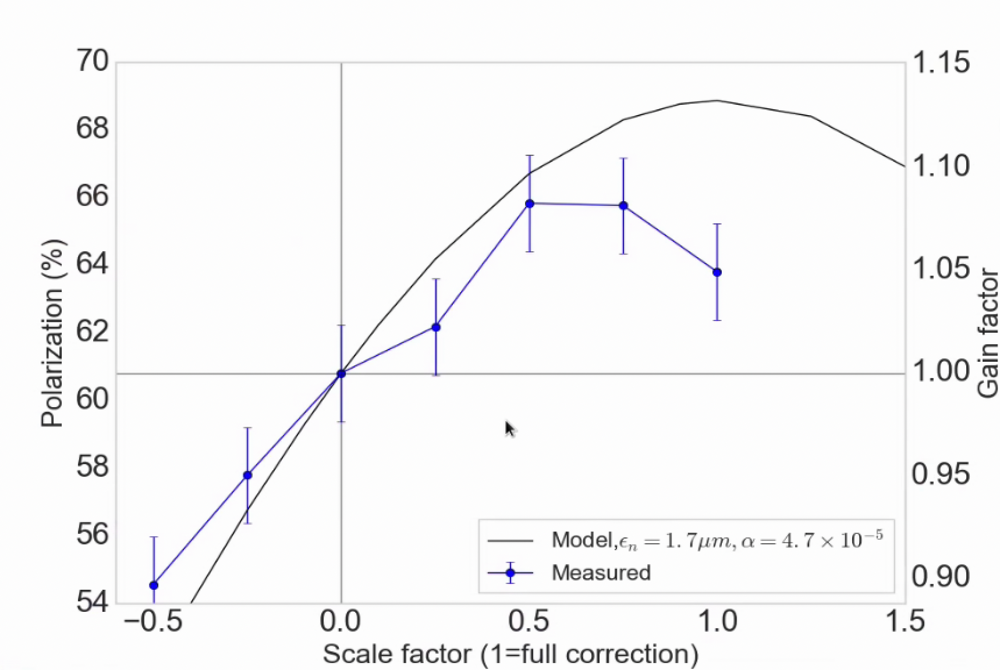 70
68
66
64
62
60
58
56
54
Polarization (%)
1.15
1.10
1.05
1.00
0.95
0.90
Gain factor
Model,ϵₙ = 1.7μm, α = 4.7 × 10⁻⁵
Measured
−0.5 0.0 0.5 1.0 1.5
Scale factor (1=full correction)